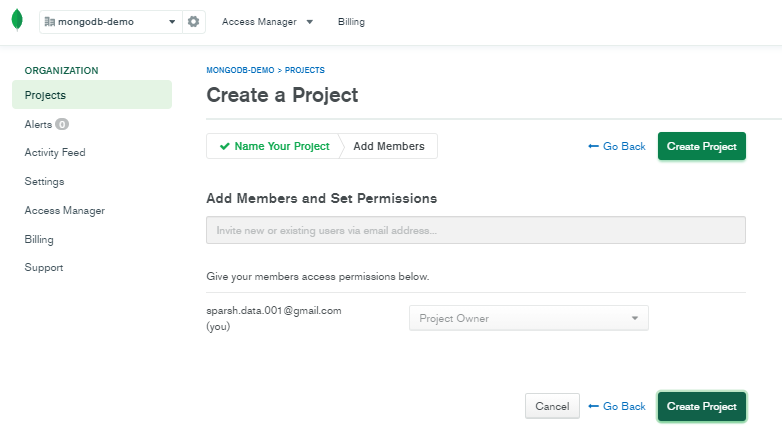 mongodb-demo
Access Manager
Billing
ORGANIZATION
Projects
Alerts 0
Activity Feed
Settings
Access Manager
Billing
Support
MONGODB-DEMO > PROJECTS
Create a Project
Name Your Project
Add Members
Go Back
Create Project
Add Members and Set Permissions
Invite new or existing users via email address...
Give your members access permissions below.
sparsh.data.001@gmail.com
(you)
Project Owner
Cancel
Go Back
Create Project